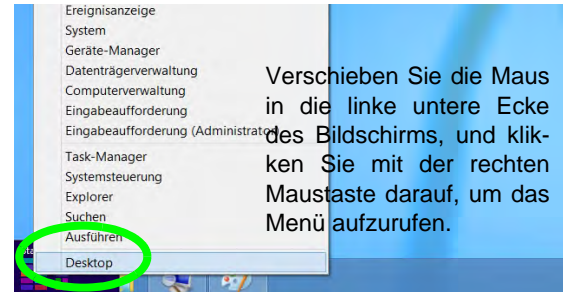 Ereignisanzeige
System
Geräte-Manager
Datenträgerverwaltung
Computerverwaltung
Eingabeaufforderung
Eingabeaufforderung (Administrator)
Task-Manager
Systemsteuerung
Explorer
Suchen
Ausführen
Desktop
Verschieben Sie die Maus
in die linke untere Ecke
des Bildschirms, und klik-
ken Sie mit der rechten
Maustaste darauf, um das
Menü aufzurufen.